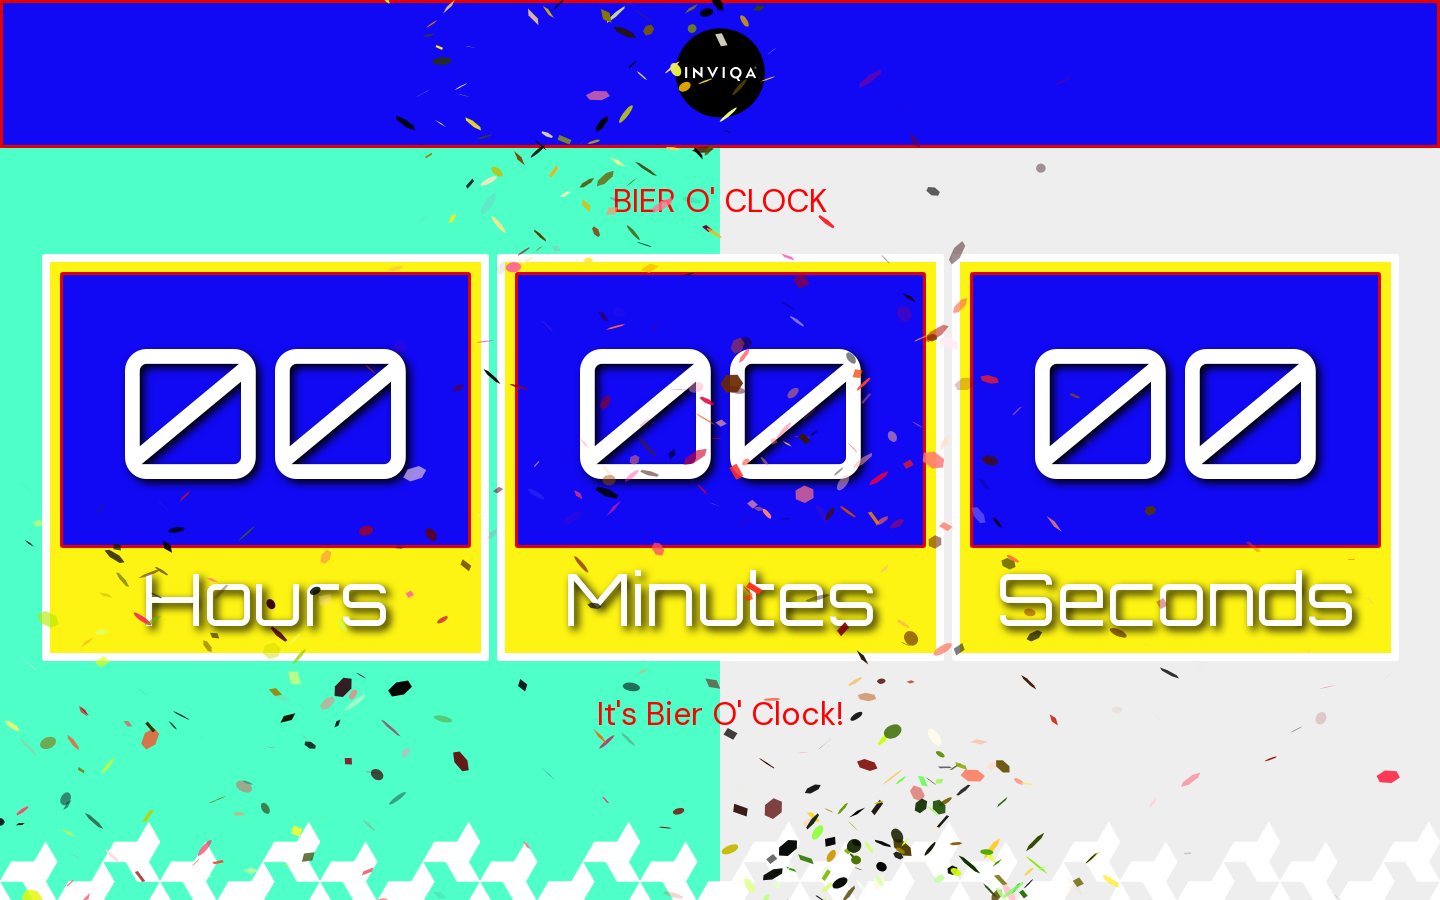 INVIQA
BIER O' CLOCK
00 00 00
Hours Minutes Seconds
It's Bier O' Clock!